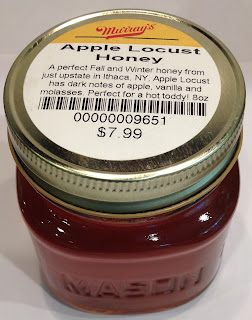 Murray's
Apple Locust
Honey
A perfect Fall and Winter honey from
just upstate in Ithaca, NY. Apple Locust
has dark notes of apple, vanilla and
molasses. Perfect for a hot toddy! 8oz
00000009651
$7.99
MASON